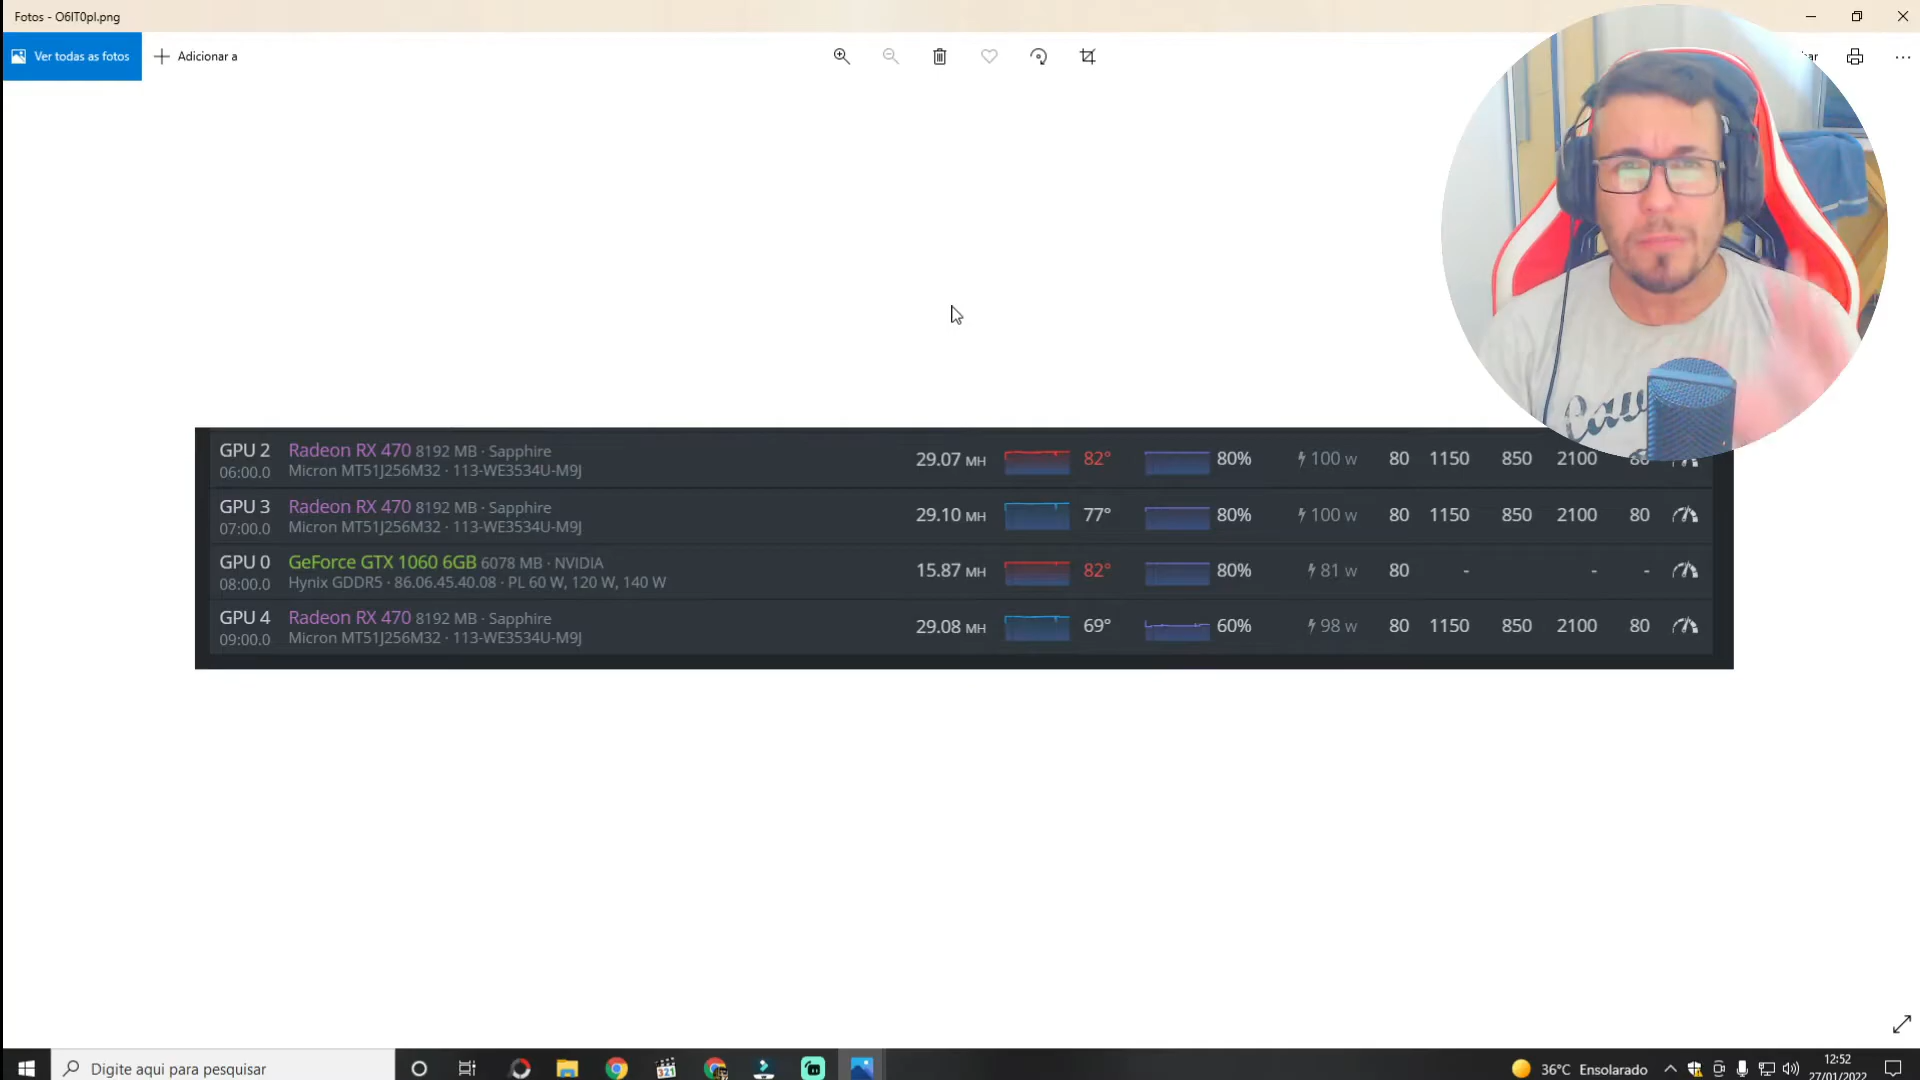 Fotos - O6IT0pl.png
Ver todas as fotos
Adicionar a
GPU 2 Radeon RX 470 8192 MB · Sapphire 29.07 MH 82° 80% 100 w 80 1150 850 2100 80
06:00.0 Micron MT51J256M32 · 113-WE3534U-M9J
GPU 3 Radeon RX 470 8192 MB · Sapphire 29.10 MH 77° 80% 100 w 80 1150 850 2100 80
07:00.0 Micron MT51J256M32 · 113-WE3534U-M9J
GPU 0 GeForce GTX 1060 6GB 6078 MB · NVIDIA 15.87 MH 82° 80% 81 w 80 - - -
08:00.0 Hynix GDDR5 · 86.06.45.40.08 · PL 60 W, 120 W, 140 W
GPU 4 Radeon RX 470 8192 MB · Sapphire 29.08 MH 69° 60% 98 w 80 1150 850 2100 80
09:00.0 Micron MT51J256M32 · 113-WE3534U-M9J
Digite aqui para pesquisar
321
36°C Ensolarado
12:52
27/01/2022